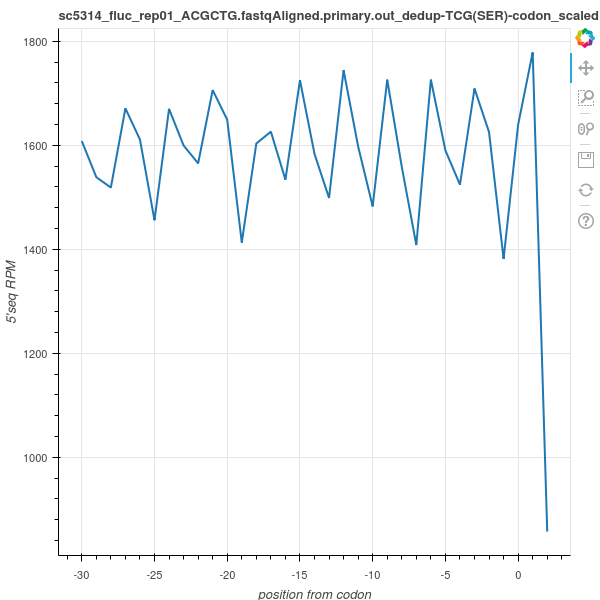 sc5314_fluc_rep01_ACGCTG.fastqAligned.primary.out_dedup-TCG(SER)-codon_scaled
1800
1600
1400
1200
1000
5'seq RPM
-30 -25 -20 -15 -10 -5 0
position from codon